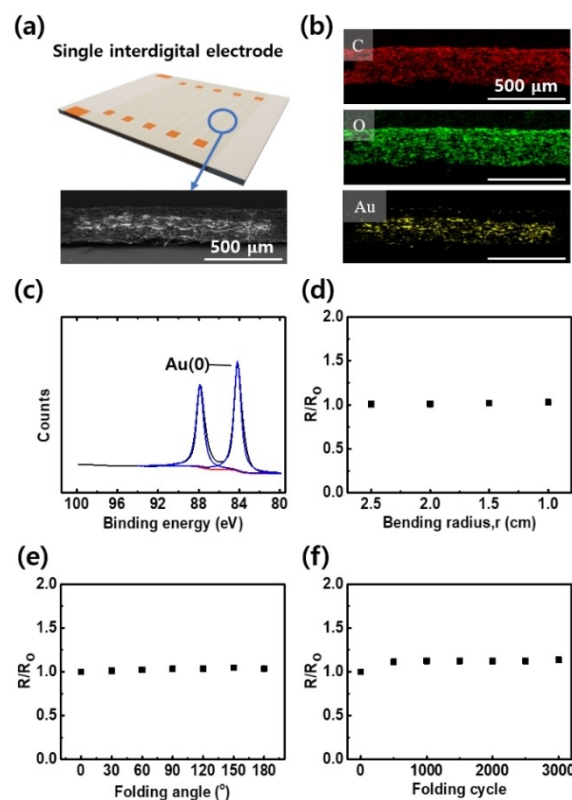 (a)
Single interdigital electrode
500 μm
(b)
C
500 μm
O
Au
(c)
Au(0)
Counts
100 96 92 88 84 80
Binding energy (eV)
(d)
2.0
1.5
1.0
0.5
0.0
R/Ro
2.5 2.0 1.5 1.0
Bending radius,r (cm)
(e)
2.0
1.5
1.0
0.5
0.0
R/Ro
0 30 60 90 120 150 180
Folding angle (o)
(f)
2.0
1.5
1.0
0.5
0.0
R/Ro
0 1000 2000 3000
Folding cycle